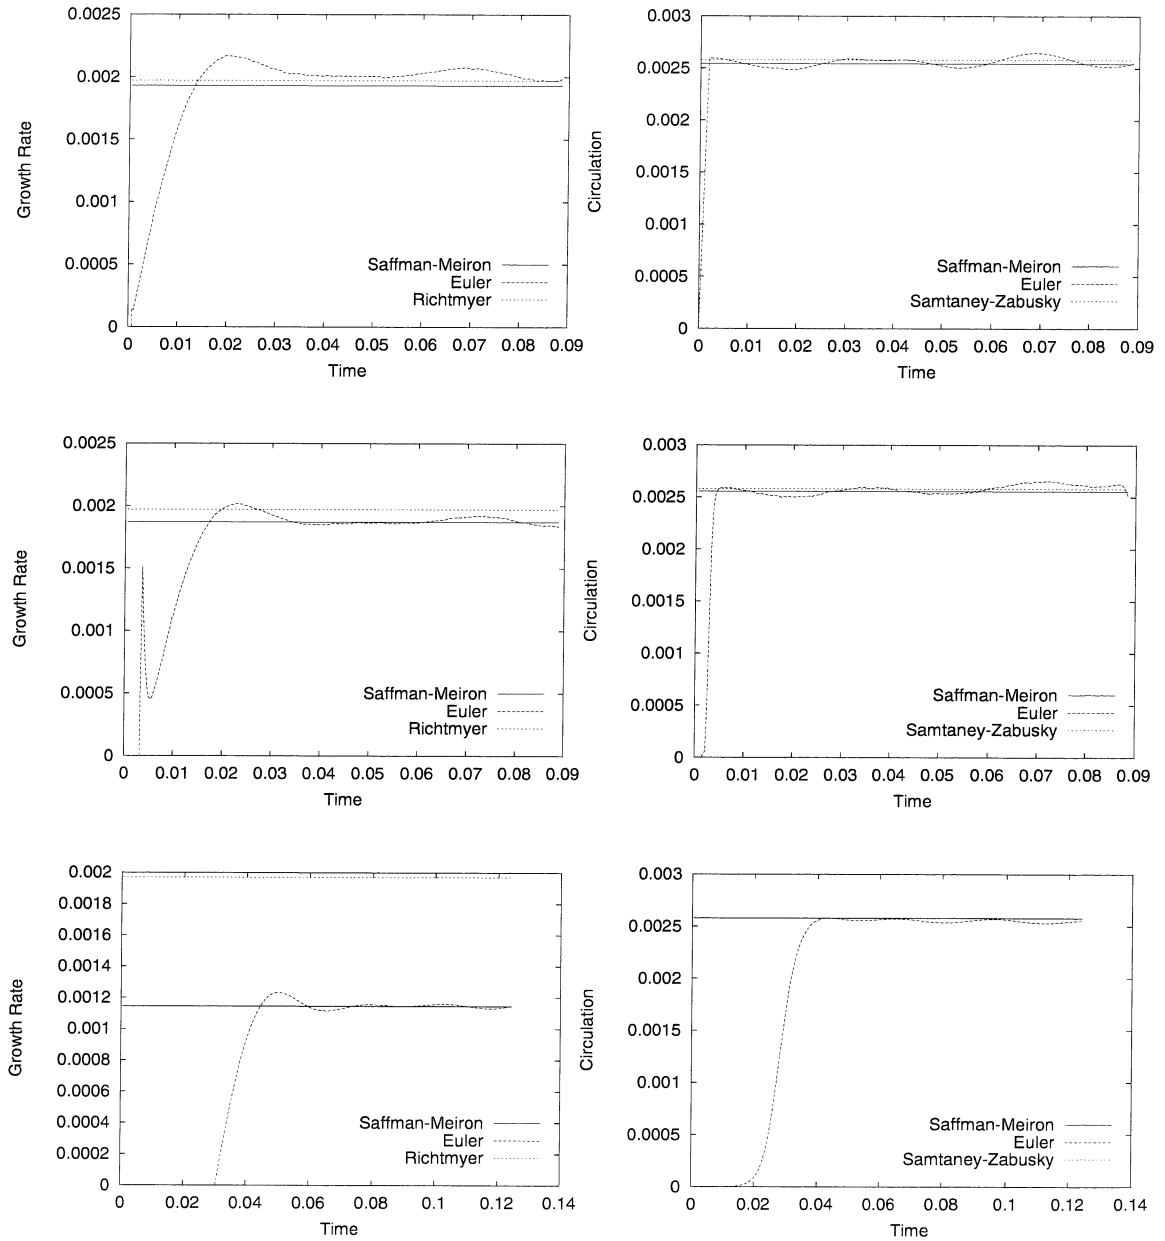 0.0025
0.002
0.0015
0.001
0.0005
0
Growth Rate
Saffman-Meiron
Euler
Richtmyer
0 0.01 0.02 0.03 0.04 0.05 0.06 0.07 0.08 0.09
Time
0.003
0.0025
0.002
0.0015
0.001
0.0005
0
Circulation
Saffman-Meiron
Euler
Samtaney-Zabusky
0 0.01 0.02 0.03 0.04 0.05 0.06 0.07 0.08 0.09
Time
0.0025
0.002
0.0015
0.001
0.0005
0
Growth Rate
Saffman-Meiron
Euler
Richtmyer
0 0.01 0.02 0.03 0.04 0.05 0.06 0.07 0.08 0.09
Time
0.003
0.0025
0.002
0.0015
0.001
0.0005
0
Circulation
Saffman-Meiron
Euler
Samtaney-Zabusky
0 0.01 0.02 0.03 0.04 0.05 0.06 0.07 0.08 0.09
Time
0.002
0.0018
0.0016
0.0014
0.0012
0.001
0.0008
0.0006
0.0004
0.0002
0
Growth Rate
Saffman-Meiron
Euler
Richtmyer
0 0.02 0.04 0.06 0.08 0.1 0.12 0.14
Time
0.003
0.0025
0.002
0.0015
0.001
0.0005
0
Circulation
Saffman-Meiron
Euler
Samtaney-Zabusky
0 0.02 0.04 0.06 0.08 0.1 0.12 0.14
Time